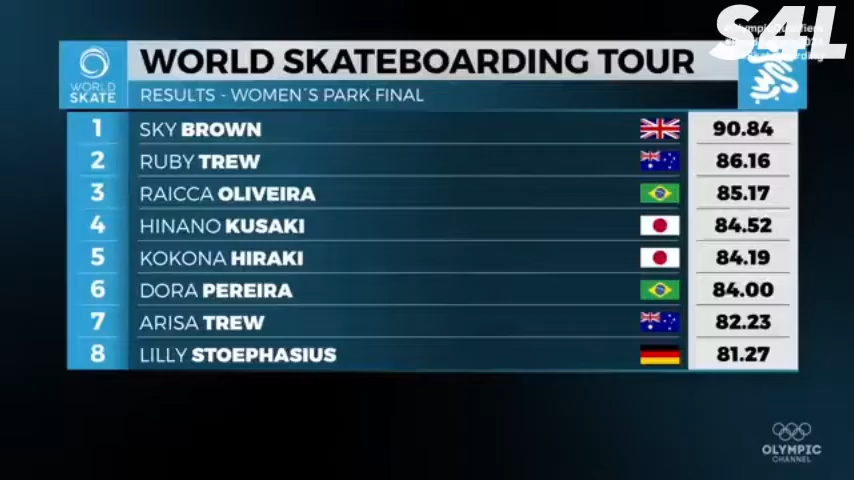 SAL
WORLD SKATEBOARDING TOUR
WORLD
SKATE
RESULTS - WOMEN´S PARK FINAL
1 SKY BROWN 90.84
2 RUBY TREW 86.16
3 RAICCA OLIVEIRA 85.17
4 HINANO KUSAKI 84.52
5 KOKONA HIRAKI 84.19
6 DORA PEREIRA 84.00
7 ARISA TREW 82.23
8 LILLY STOEPHASIUS 81.27
OLYMPIC
CHANNEL